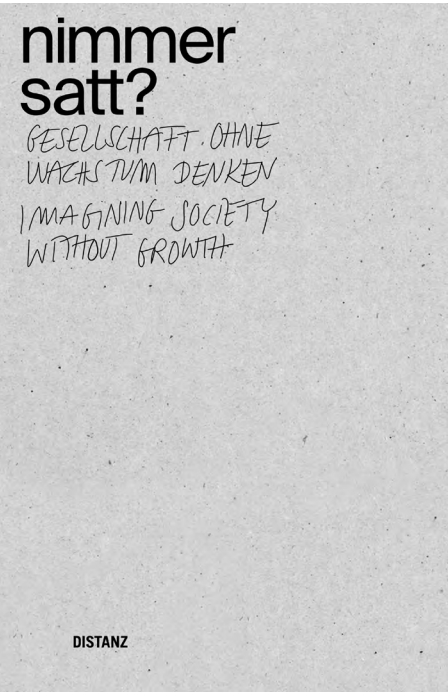 nimmer
satt?
GESELLSCHAFT OHNE
WACHSTUM DENKEN
IMAGINING SOCIETY
WITHOUT GROWTH
DISTANZ